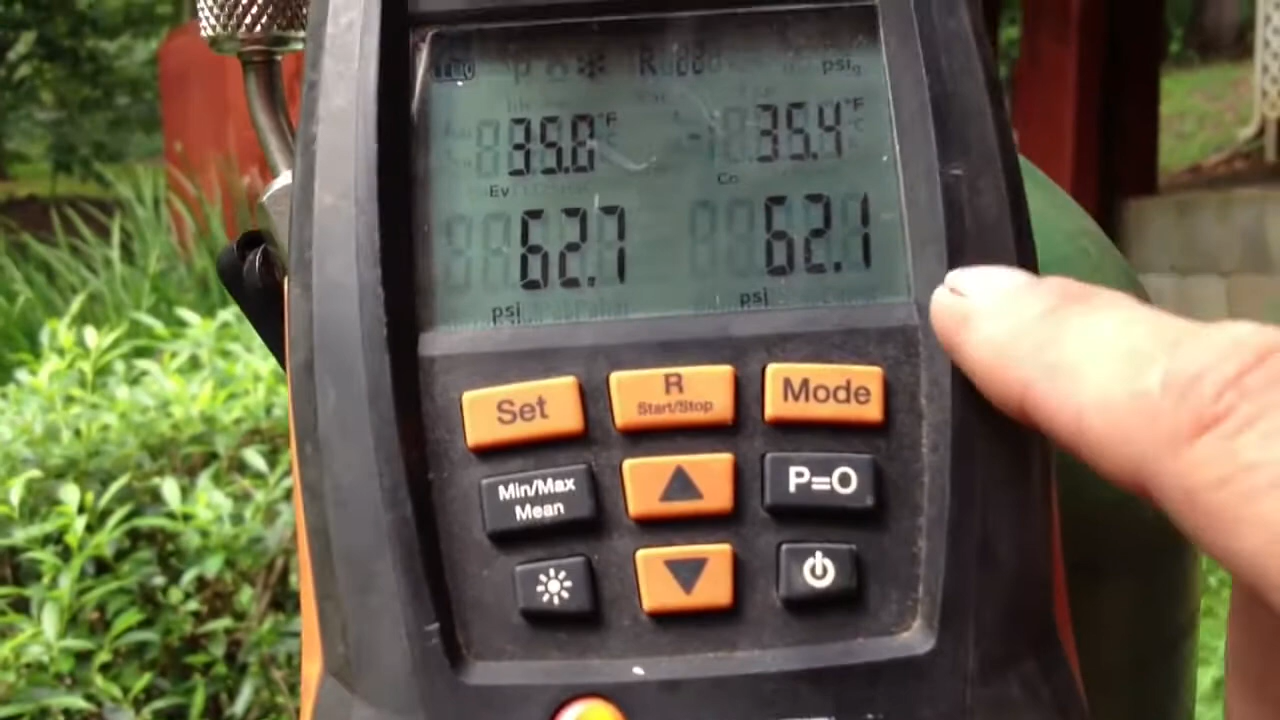 psig
35.8°F 35.4°F
Ev Co
62.7 62.1
psi psi
Set R Mode
Start/Stop
Min/Max P=O
Mean